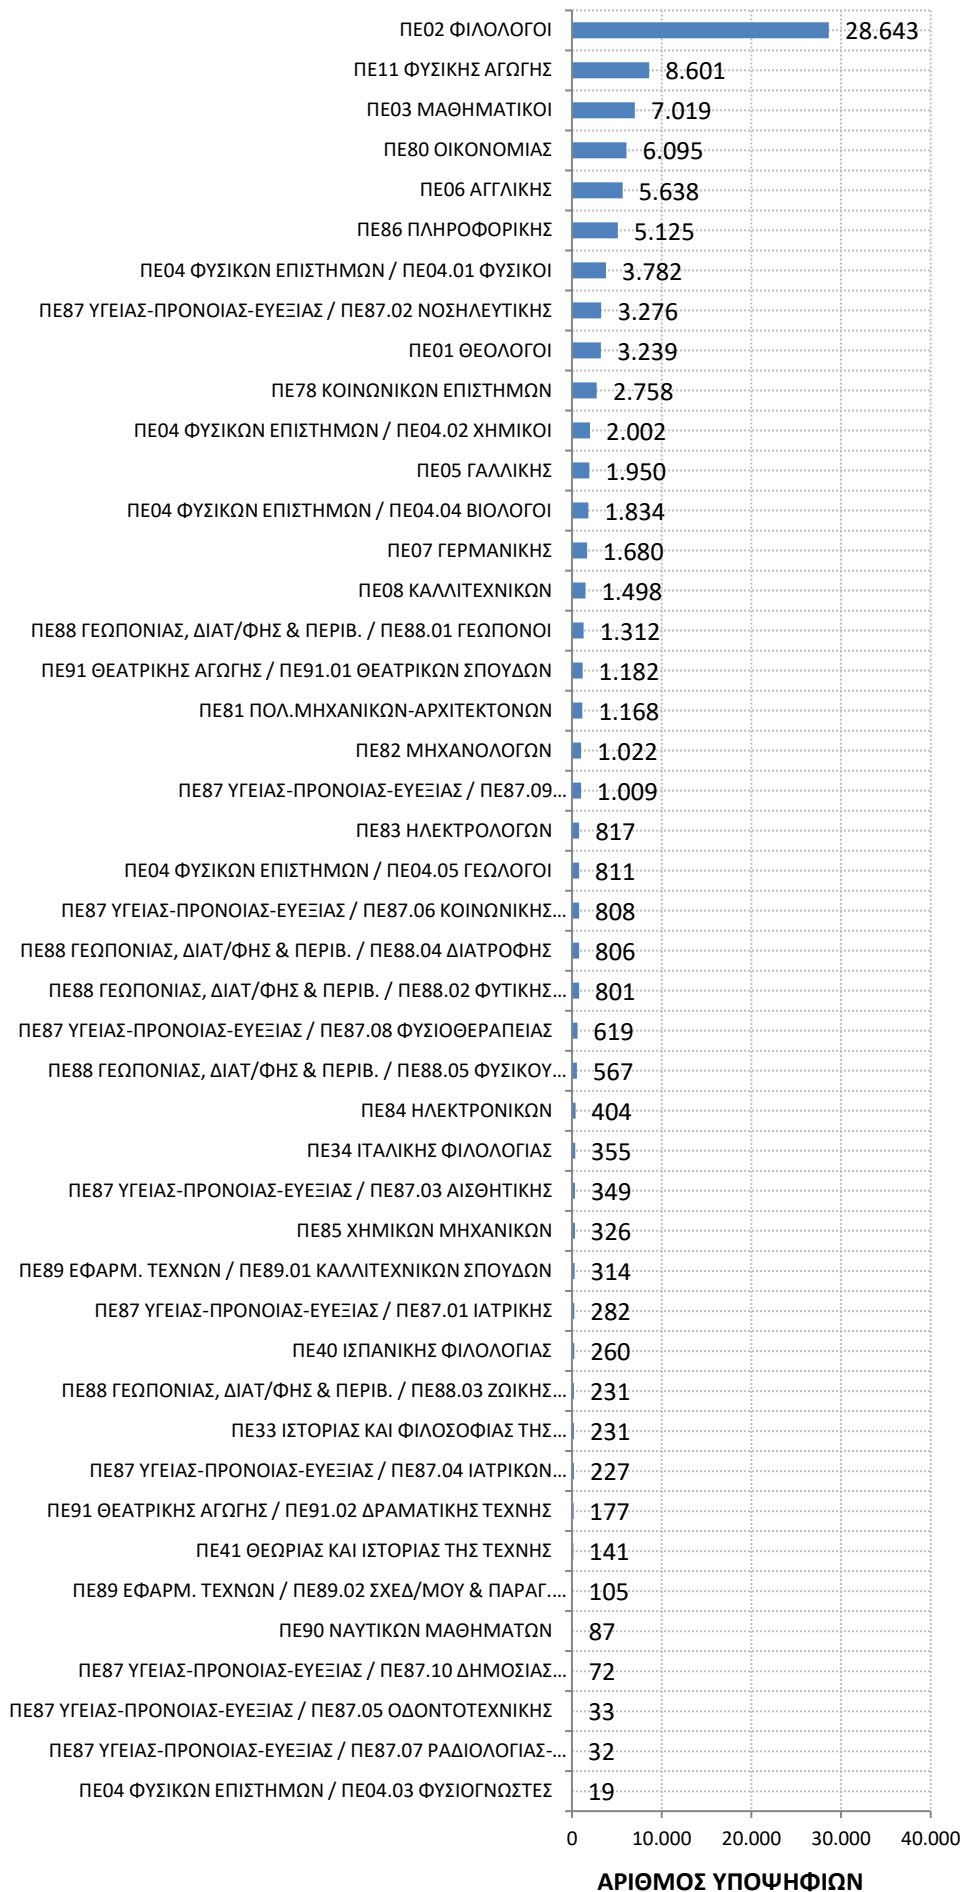 ΠΕ02 ΦΙΛΟΛΟΓΟΙ 28.643
ΠΕ11 ΦΥΣΙΚΗΣ ΑΓΩΓΗΣ 8.601
ΠΕ03 ΜΑΘΗΜΑΤΙΚΟΙ 7.019
ΠΕ80 ΟΙΚΟΝΟΜΙΑΣ 6.095
ΠΕ06 ΑΓΓΛΙΚΗΣ 5.638
ΠΕ86 ΠΛΗΡΟΦΟΡΙΚΗΣ 5.125
ΠΕ04 ΦΥΣΙΚΩΝ ΕΠΙΣΤΗΜΩΝ / ΠΕ04.01 ΦΥΣΙΚΟΙ 3.782
ΠΕ87 ΥΓΕΙΑΣ-ΠΡΟΝΟΙΑΣ-ΕΥΕΞΙΑΣ / ΠΕ87.02 ΝΟΣΗΛΕΥΤΙΚΗΣ 3.276
ΠΕ01 ΘΕΟΛΟΓΟΙ 3.239
ΠΕ78 ΚΟΙΝΩΝΙΚΩΝ ΕΠΙΣΤΗΜΩΝ 2.758
ΠΕ04 ΦΥΣΙΚΩΝ ΕΠΙΣΤΗΜΩΝ / ΠΕ04.02 ΧΗΜΙΚΟΙ 2.002
ΠΕ05 ΓΑΛΛΙΚΗΣ 1.950
ΠΕ04 ΦΥΣΙΚΩΝ ΕΠΙΣΤΗΜΩΝ / ΠΕ04.04 ΒΙΟΛΟΓΟΙ 1.834
ΠΕ07 ΓΕΡΜΑΝΙΚΗΣ 1.680
ΠΕ08 ΚΑΛΛΙΤΕΧΝΙΚΩΝ 1.498
ΠΕ88 ΓΕΩΠΟΝΙΑΣ, ΔΙΑΤ/ΦΗΣ & ΠΕΡΙΒ. / ΠΕ88.01 ΓΕΩΠΟΝΟΙ 1.312
ΠΕ91 ΘΕΑΤΡΙΚΗΣ ΑΓΩΓΗΣ / ΠΕ91.01 ΘΕΑΤΡΙΚΩΝ ΣΠΟΥΔΩΝ 1.182
ΠΕ81 ΠΟΛ.ΜΗΧΑΝΙΚΩΝ-ΑΡΧΙΤΕΚΤΟΝΩΝ 1.168
ΠΕ82 ΜΗΧΑΝΟΛΟΓΩΝ 1.022
ΠΕ87 ΥΓΕΙΑΣ-ΠΡΟΝΟΙΑΣ-ΕΥΕΞΙΑΣ / ΠΕ87.09… 1.009
ΠΕ83 ΗΛΕΚΤΡΟΛΟΓΩΝ 817
ΠΕ04 ΦΥΣΙΚΩΝ ΕΠΙΣΤΗΜΩΝ / ΠΕ04.05 ΓΕΩΛΟΓΟΙ 811
ΠΕ87 ΥΓΕΙΑΣ-ΠΡΟΝΟΙΑΣ-ΕΥΕΞΙΑΣ / ΠΕ87.06 ΚΟΙΝΩΝΙΚΗΣ… 808
ΠΕ88 ΓΕΩΠΟΝΙΑΣ, ΔΙΑΤ/ΦΗΣ & ΠΕΡΙΒ. / ΠΕ88.04 ΔΙΑΤΡΟΦΗΣ 806
ΠΕ88 ΓΕΩΠΟΝΙΑΣ, ΔΙΑΤ/ΦΗΣ & ΠΕΡΙΒ. / ΠΕ88.02 ΦΥΤΙΚΗΣ… 801
ΠΕ87 ΥΓΕΙΑΣ-ΠΡΟΝΟΙΑΣ-ΕΥΕΞΙΑΣ / ΠΕ87.08 ΦΥΣΙΟΘΕΡΑΠΕΙΑΣ 619
ΠΕ88 ΓΕΩΠΟΝΙΑΣ, ΔΙΑΤ/ΦΗΣ & ΠΕΡΙΒ. / ΠΕ88.05 ΦΥΣΙΚΟΥ… 567
ΠΕ84 ΗΛΕΚΤΡΟΝΙΚΩΝ 404
ΠΕ34 ΙΤΑΛΙΚΗΣ ΦΙΛΟΛΟΓΙΑΣ 355
ΠΕ87 ΥΓΕΙΑΣ-ΠΡΟΝΟΙΑΣ-ΕΥΕΞΙΑΣ / ΠΕ87.03 ΑΙΣΘΗΤΙΚΗΣ 349
ΠΕ85 ΧΗΜΙΚΩΝ ΜΗΧΑΝΙΚΩΝ 326
ΠΕ89 ΕΦΑΡΜ. ΤΕΧΝΩΝ / ΠΕ89.01 ΚΑΛΛΙΤΕΧΝΙΚΩΝ ΣΠΟΥΔΩΝ 314
ΠΕ87 ΥΓΕΙΑΣ-ΠΡΟΝΟΙΑΣ-ΕΥΕΞΙΑΣ / ΠΕ87.01 ΙΑΤΡΙΚΗΣ 282
ΠΕ40 ΙΣΠΑΝΙΚΗΣ ΦΙΛΟΛΟΓΙΑΣ 260
ΠΕ88 ΓΕΩΠΟΝΙΑΣ, ΔΙΑΤ/ΦΗΣ & ΠΕΡΙΒ. / ΠΕ88.03 ΖΩΙΚΗΣ… 231
ΠΕ33 ΙΣΤΟΡΙΑΣ ΚΑΙ ΦΙΛΟΣΟΦΙΑΣ ΤΗΣ… 231
ΠΕ87 ΥΓΕΙΑΣ-ΠΡΟΝΟΙΑΣ-ΕΥΕΞΙΑΣ / ΠΕ87.04 ΙΑΤΡΙΚΩΝ… 227
ΠΕ91 ΘΕΑΤΡΙΚΗΣ ΑΓΩΓΗΣ / ΠΕ91.02 ΔΡΑΜΑΤΙΚΗΣ ΤΕΧΝΗΣ 177
ΠΕ41 ΘΕΩΡΙΑΣ ΚΑΙ ΙΣΤΟΡΙΑΣ ΤΗΣ ΤΕΧΝΗΣ 141
ΠΕ89 ΕΦΑΡΜ. ΤΕΧΝΩΝ / ΠΕ89.02 ΣΧΕΔ/ΜΟΥ & ΠΑΡΑΓ.… 105
ΠΕ90 ΝΑΥΤΙΚΩΝ ΜΑΘΗΜΑΤΩΝ 87
ΠΕ87 ΥΓΕΙΑΣ-ΠΡΟΝΟΙΑΣ-ΕΥΕΞΙΑΣ / ΠΕ87.10 ΔΗΜΟΣΙΑΣ… 72
ΠΕ87 ΥΓΕΙΑΣ-ΠΡΟΝΟΙΑΣ-ΕΥΕΞΙΑΣ / ΠΕ87.05 ΟΔΟΝΤΟΤΕΧΝΙΚΗΣ 33
ΠΕ87 ΥΓΕΙΑΣ-ΠΡΟΝΟΙΑΣ-ΕΥΕΞΙΑΣ / ΠΕ87.07 ΡΑΔΙΟΛΟΓΙΑΣ-… 32
ΠΕ04 ΦΥΣΙΚΩΝ ΕΠΙΣΤΗΜΩΝ / ΠΕ04.03 ΦΥΣΙΟΓΝΩΣΤΕΣ 19
0 10.000 20.000 30.000 40.000
ΑΡΙΘΜΟΣ ΥΠΟΨΗΦΙΩΝ